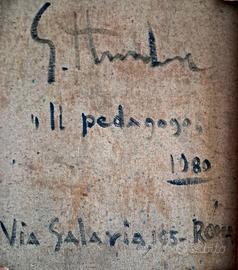 G.
"Il pedagogo"
1980
Via Salaria, 165 - ROMA